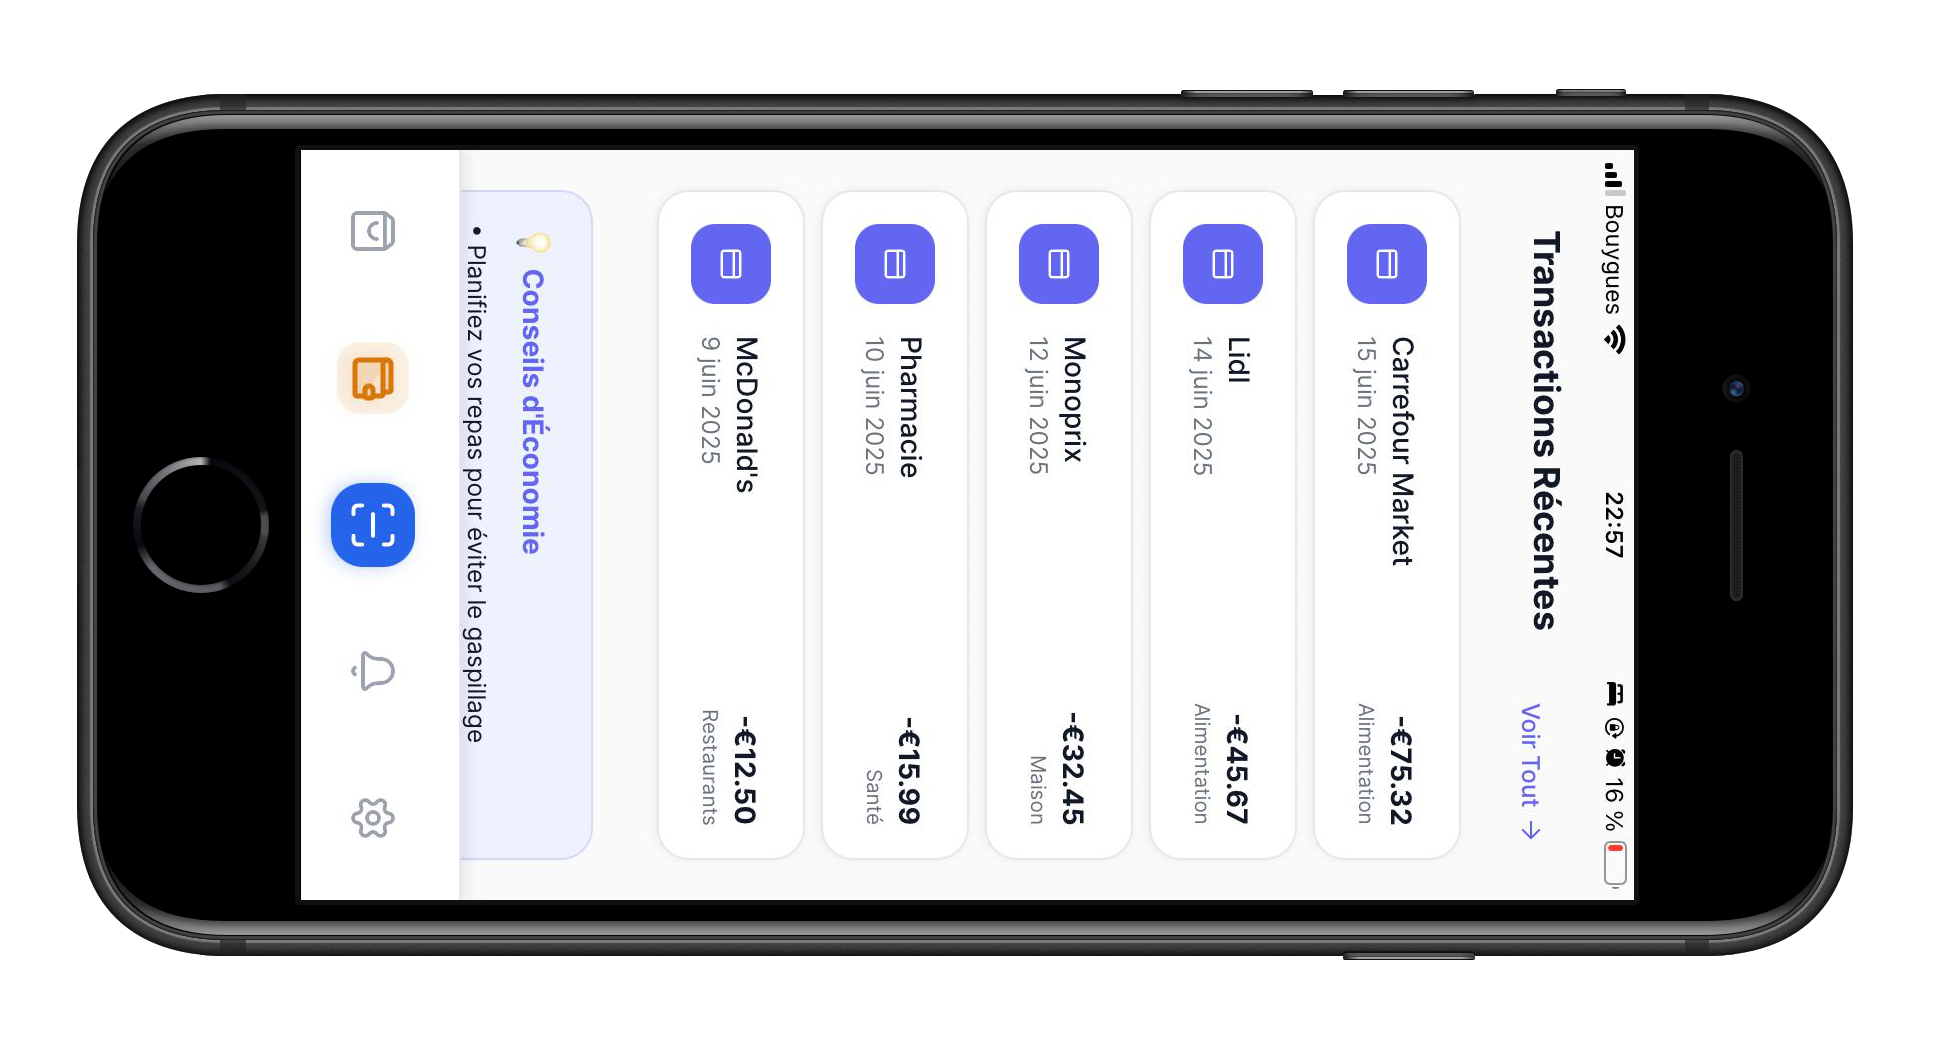 Bouygues 22:57 16 %
Transactions Récentes Voir Tout →
Carrefour Market -€75.32
15 juin 2025 Alimentation
Lidl -€45.67
14 juin 2025 Alimentation
Monoprix -€32.45
12 juin 2025 Maison
Pharmacie -€15.99
10 juin 2025 Santé
McDonald's -€12.50
9 juin 2025 Restaurants
💡 Conseils d'Économie
• Planifiez vos repas pour éviter le gaspillage